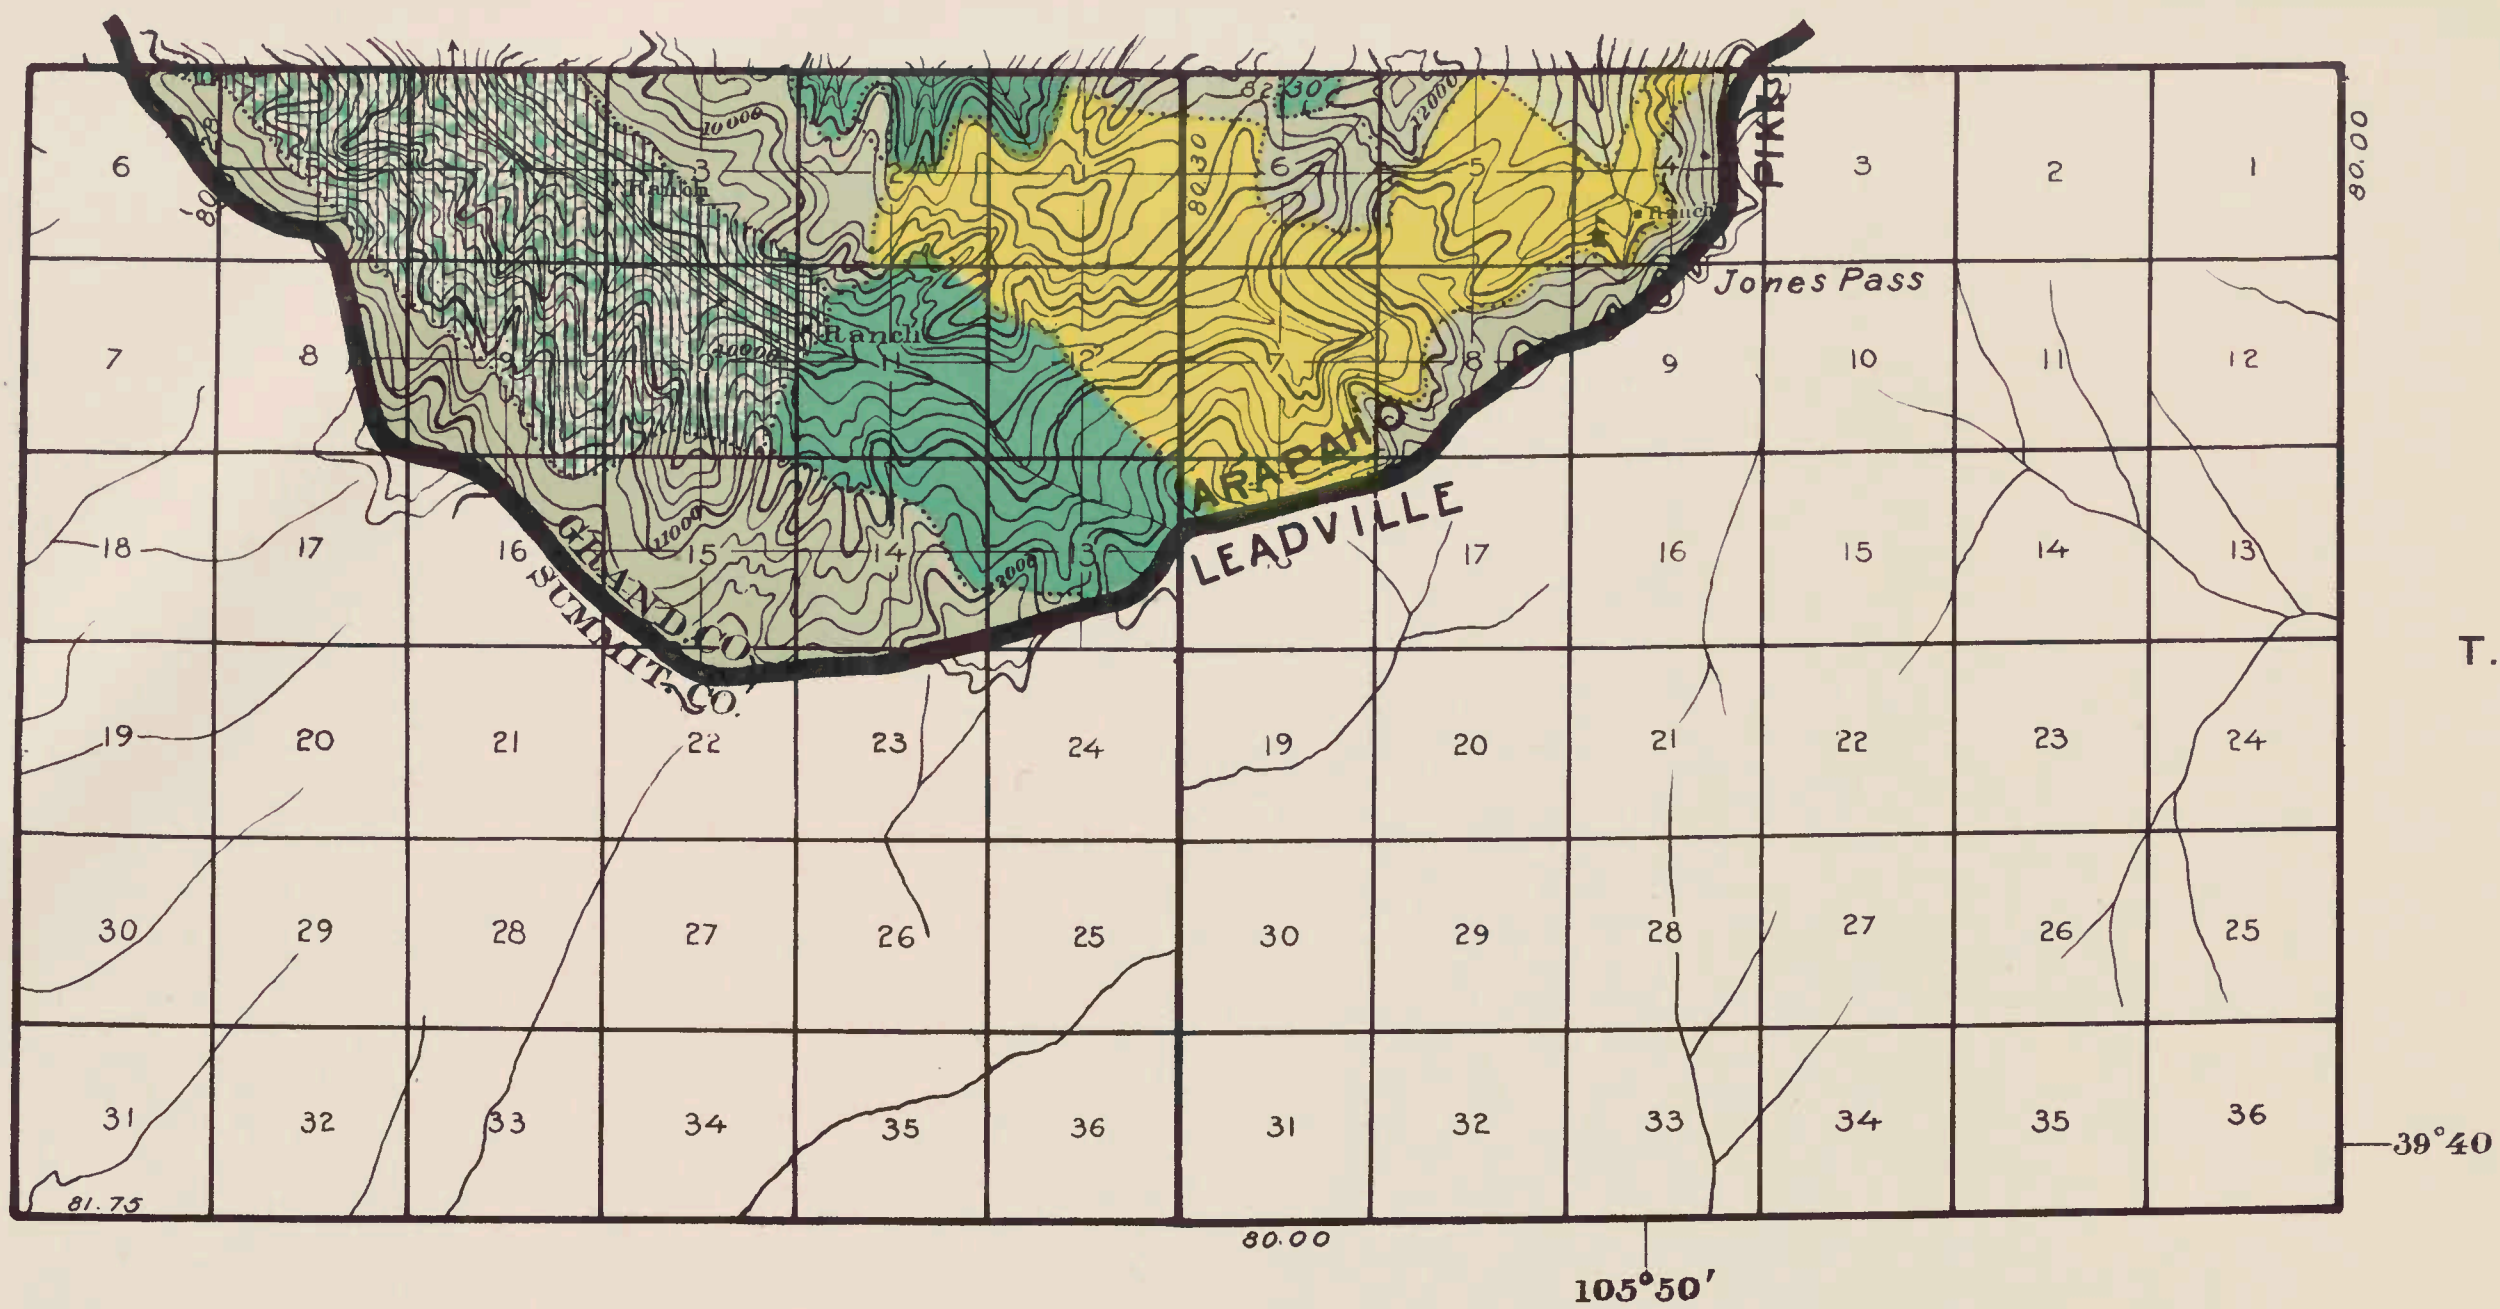 82.30
10000
12000
PIKE
80.00
6 3 2 1 6 5 4 3 2 1
80.30
Ranch
Ranch
80
Jones Pass
Ranch
7 8 9 10 10000 11 12 7 8 9 10 11 12
ARAPAHO
LEADVILLE
18 17 16 15 14 13 17 16 15 14 13
11000
12000
GRAND. CO.
SUMMIT. CO.
T.
19 20 21 22 23 24 19 20 21 22 23 24
30 29 28 27 26 25 30 29 28 27 26 25
31 32 33 34 35 36 31 32 33 34 35 36
39°40
81.75
80.00
105°50'